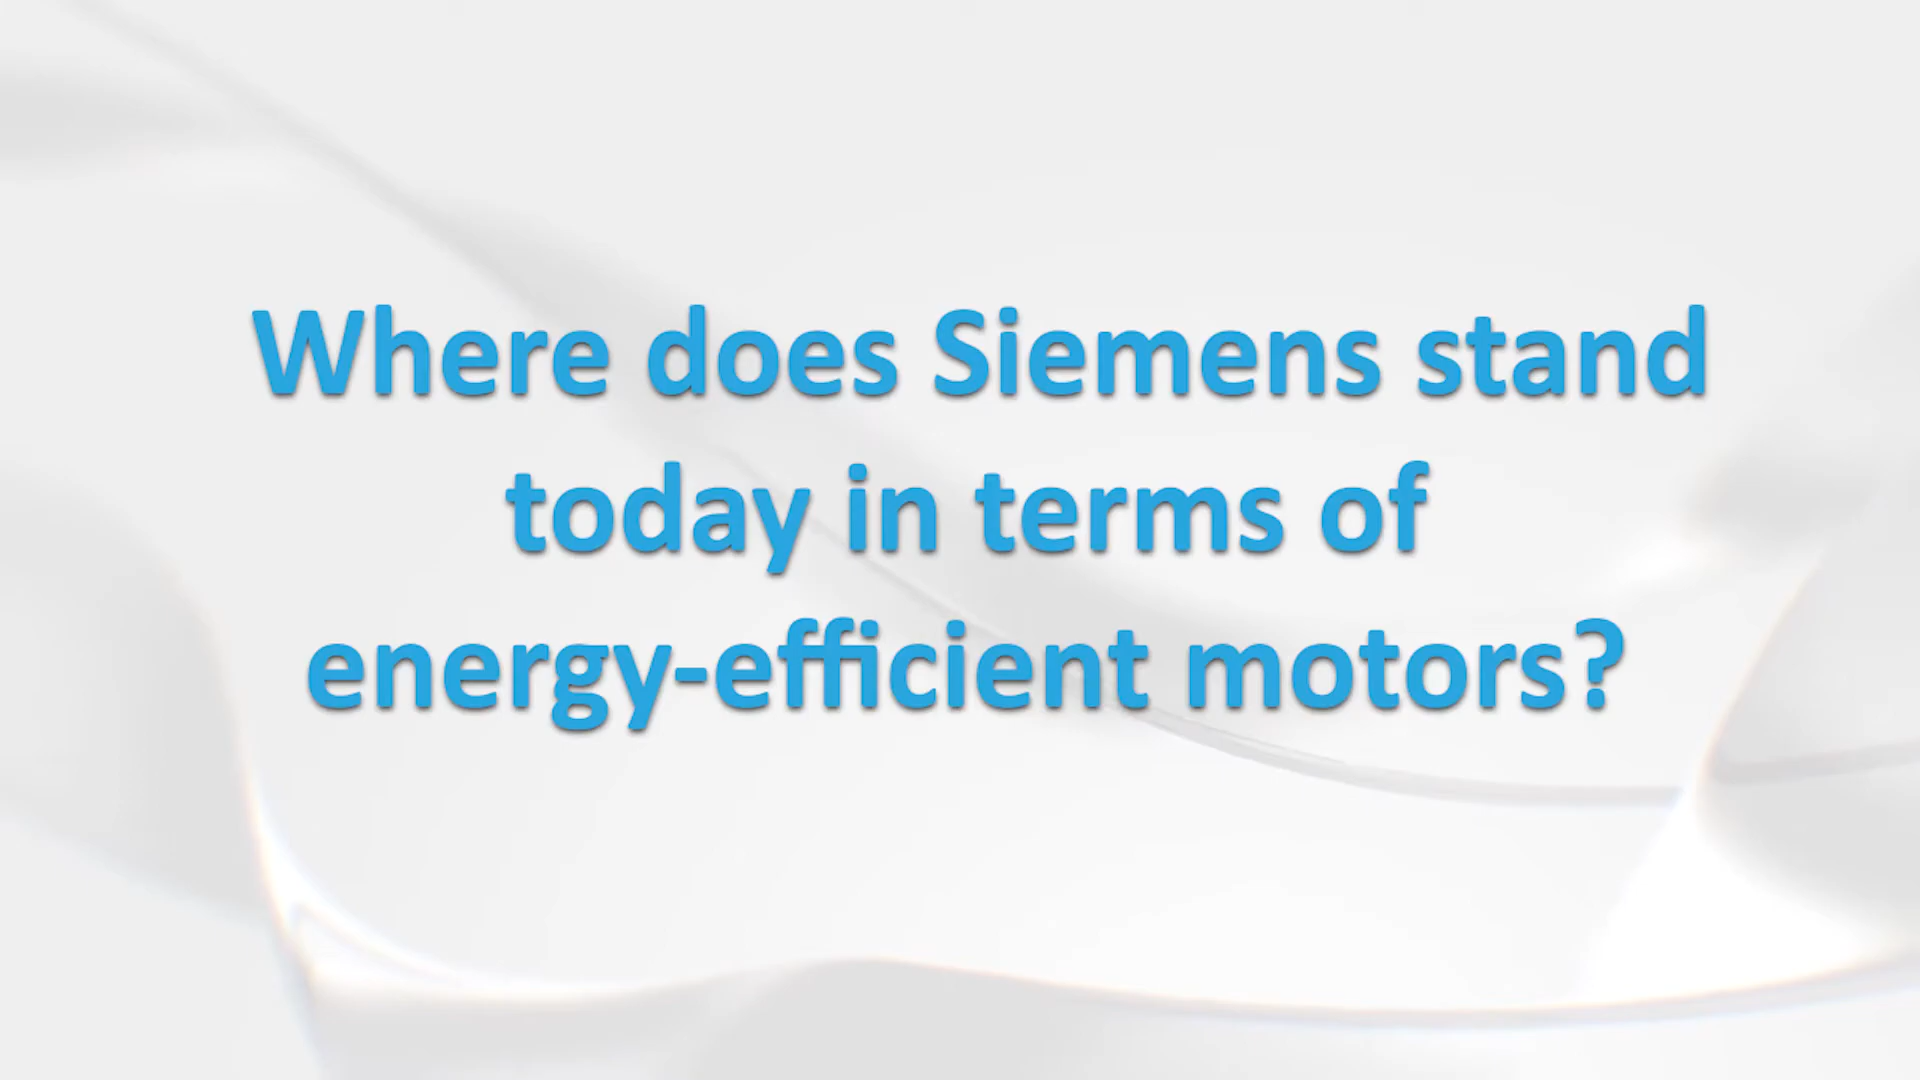 Where does Siemens stand
today in terms of
energy-efficient motors?